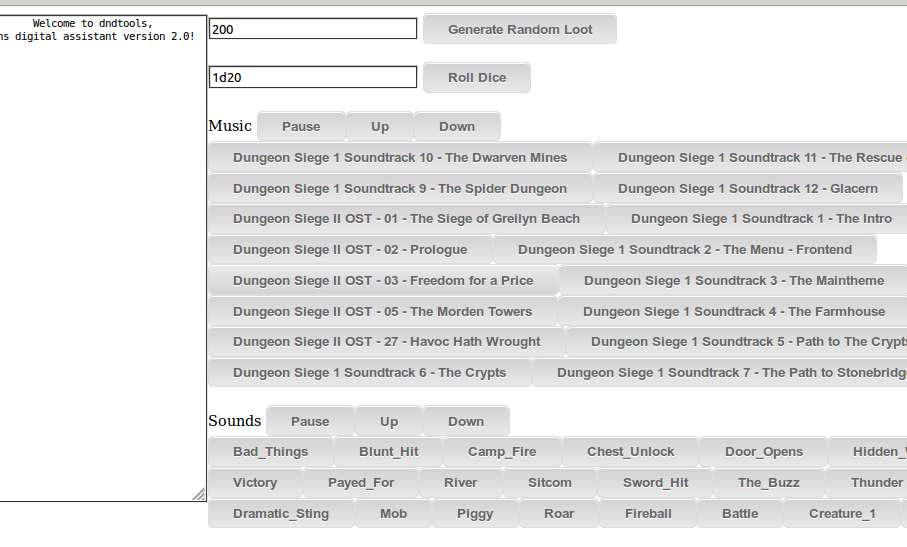 Welcome to dndtools,
ns digital assistant version 2.0!
200 Generate Random Loot
1d20 Roll Dice
Music Pause Up Down
Dungeon Siege 1 Soundtrack 10 - The Dwarven Mines Dungeon Siege 1 Soundtrack 11 - The Rescue
Dungeon Siege 1 Soundtrack 9 - The Spider Dungeon Dungeon Siege 1 Soundtrack 12 - Glacern
Dungeon Siege II OST - 01 - The Siege of Greilyn Beach Dungeon Siege 1 Soundtrack 1 - The Intro
Dungeon Siege II OST - 02 - Prologue Dungeon Siege 1 Soundtrack 2 - The Menu - Frontend
Dungeon Siege II OST - 03 - Freedom for a Price Dungeon Siege 1 Soundtrack 3 - The Maintheme
Dungeon Siege II OST - 05 - The Morden Towers Dungeon Siege 1 Soundtrack 4 - The Farmhouse
Dungeon Siege II OST - 27 - Havoc Hath Wrought Dungeon Siege 1 Soundtrack 5 - Path to The Crypts
Dungeon Siege 1 Soundtrack 6 - The Crypts Dungeon Siege 1 Soundtrack 7 - The Path to Stonebridg
Sounds Pause Up Down
Bad_Things Blunt_Hit Camp_Fire Chest_Unlock Door_Opens Hidden_
Victory Payed_For River Sitcom Sword_Hit The_Buzz Thunder
Dramatic_Sting Mob Piggy Roar Fireball Battle Creature_1